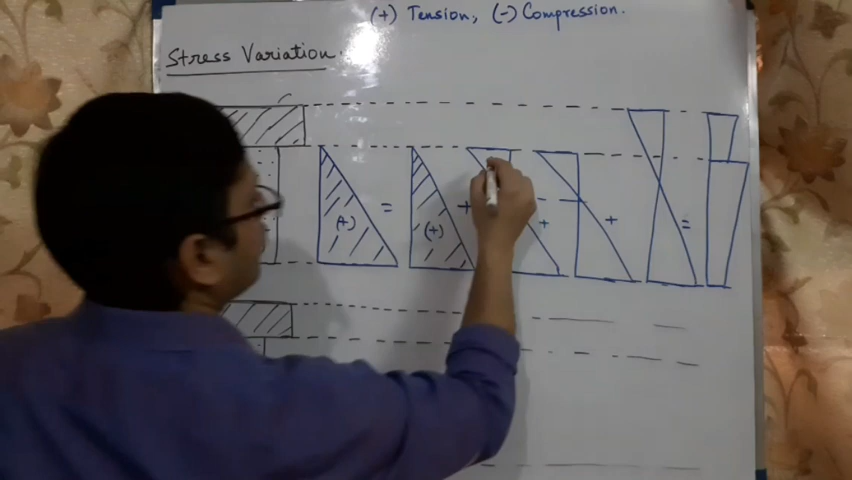 (+) Tension, (-) Compression.
Stress Variation.
(+) = (+) + + + =